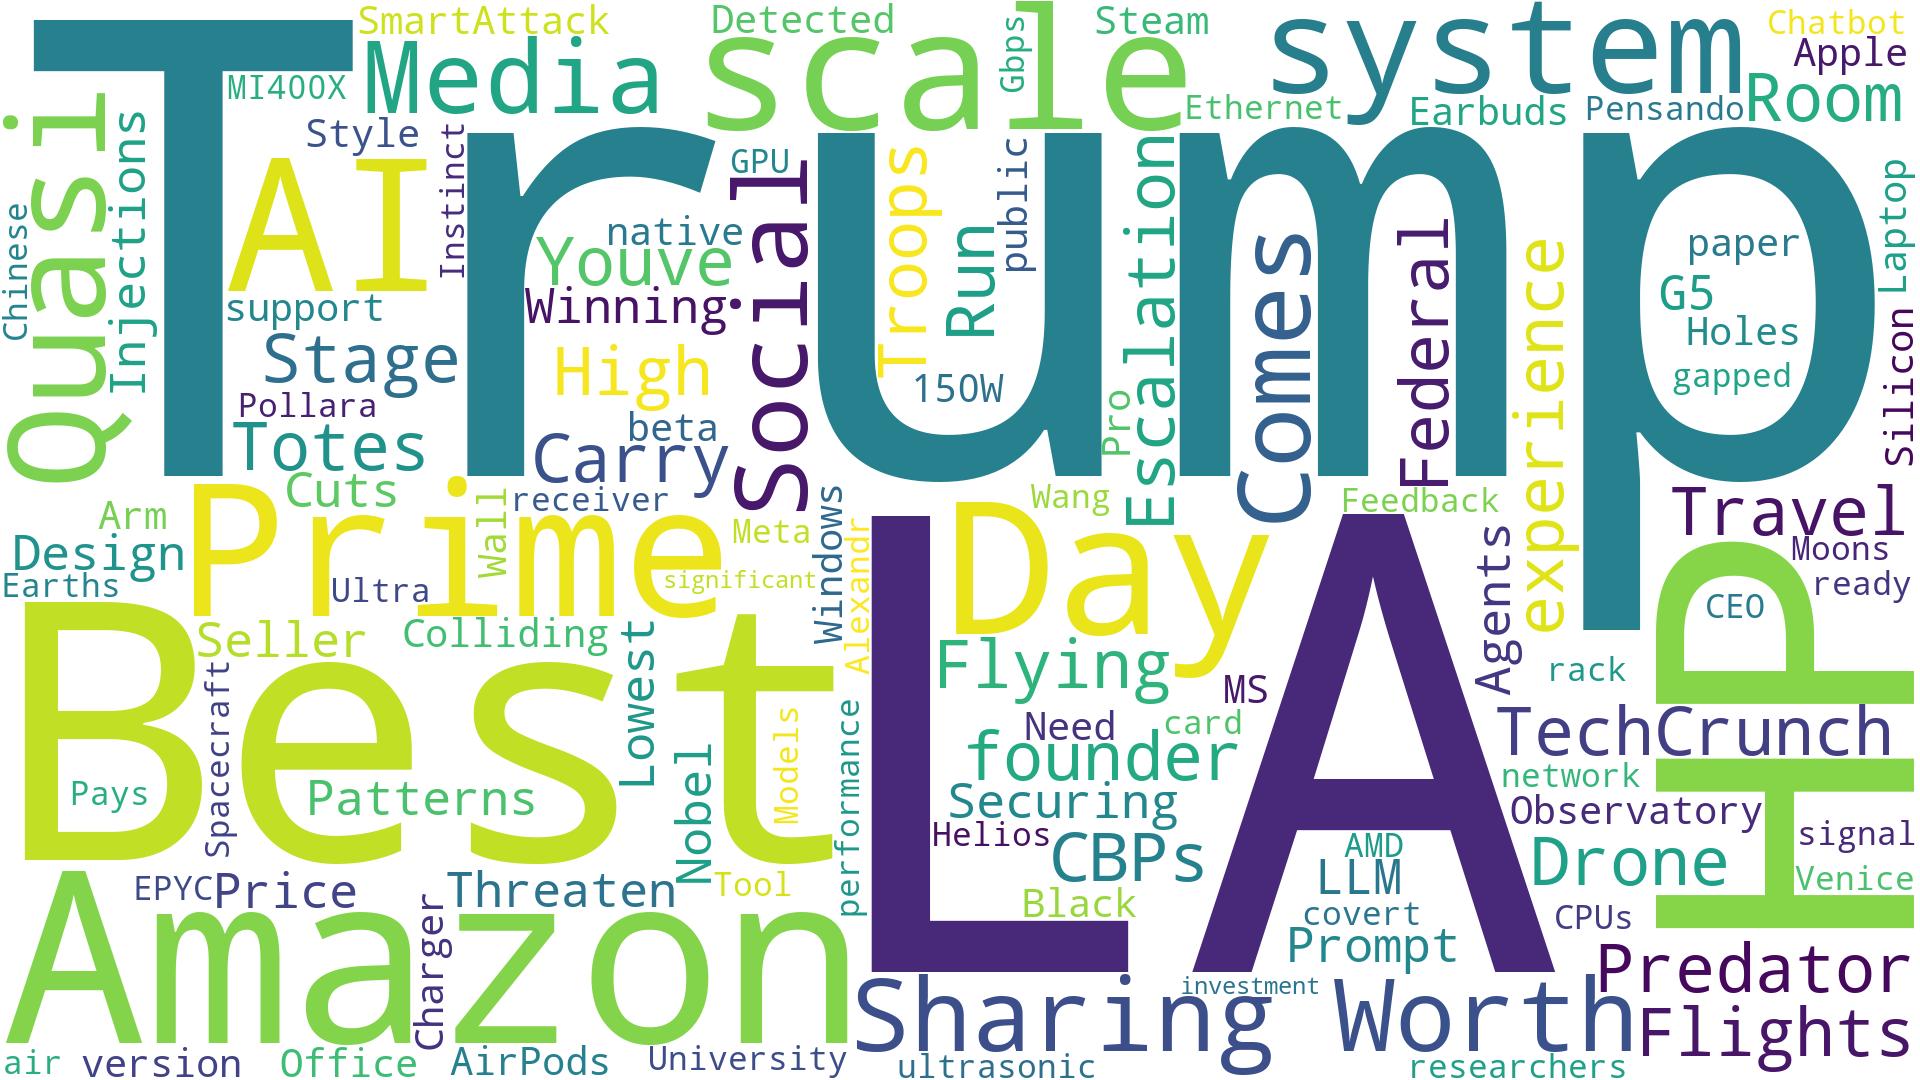 Trump
LA
Best
Amazon
Prime
Day
HP
AI
scale
system
Media
Quasi
Social
Sharing
Worth
SmartAttack
Detected
Gbps
Steam
Chatbot
Apple
Room
MI400X
Style
Ethernet
Earbuds
Pensando
Injections
Instinct
GPU
Troops
public
Escalation
Comes
Federal
experience
paper
G5
Holes
gapped
Laptop
Silicon
Chinese
native
Youve
Winning
Run
support
Stage
High
150W
Pro
Pollara
Totes
beta
Carry
Cuts
receiver
Wall
Arm
Design
Earths
Ultra
Meta
significant
Windows
Alexandr
Wang
Feedback
Travel
Moons
ready
CEO
Agents
rack
Seller
Colliding
Lowest
Flying
MS
Need
card
founder
TechCrunch
network
Spacecraft
Pays
Patterns
Nobel
Models
performance
Securing
Helios
CBPs
AMD
LLM
Observatory
signal
Drone
Venice
EPYC
Price
Threaten
Tool
Black
covert
Prompt
CPUs
Charger
investment
Predator
Flights
air
version
Office
AirPods
University
ultrasonic
researchers